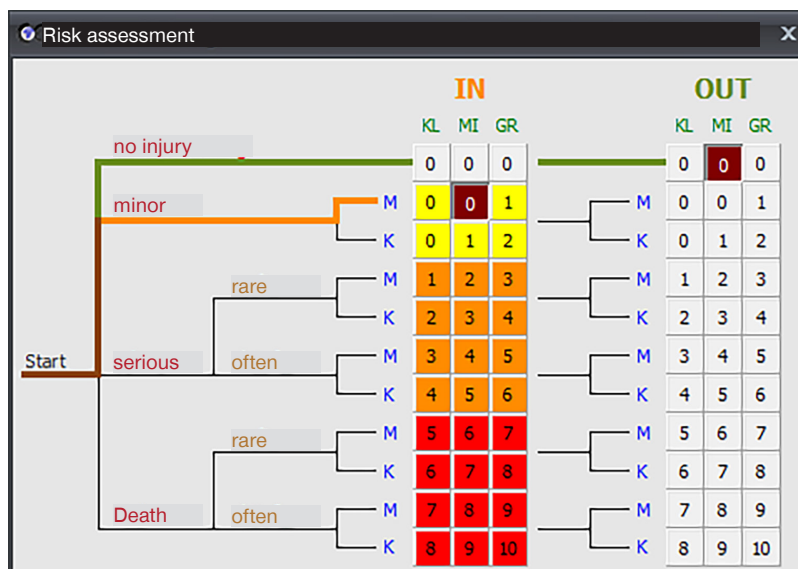 Risk assessment X
IN OUT
KL MI GR KL MI GR
no injury 0 0 0 0 0 0
minor M 0 0 1 M 0 0 1
K 0 1 2 K 0 1 2
rare M 1 2 3 M 1 2 3
K 2 3 4 K 2 3 4
Start serious often M 3 4 5 M 3 4 5
K 4 5 6 K 4 5 6
rare M 5 6 7 M 5 6 7
K 6 7 8 K 6 7 8
Death often M 7 8 9 M 7 8 9
K 8 9 10 K 8 9 10